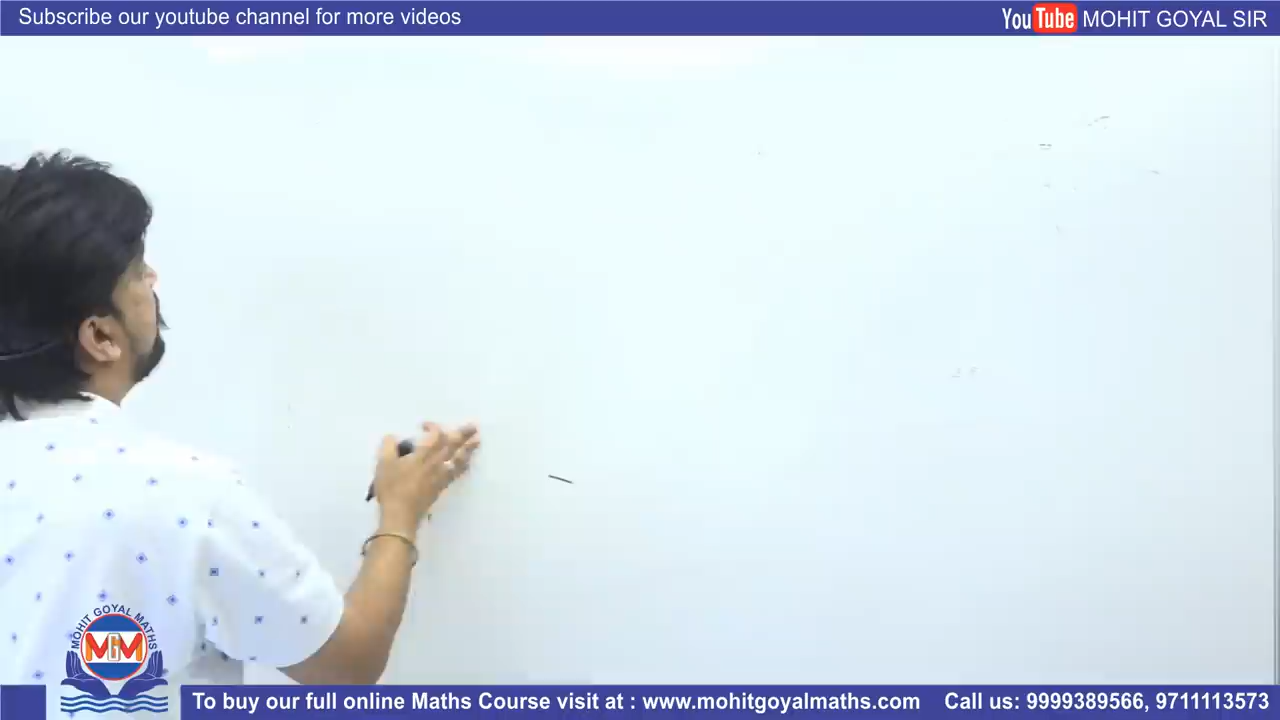 Subscribe our youtube channel for more videos
YouTube MOHIT GOYAL SIR
MOHIT GOYAL MATHS
MGM
To buy our full online Maths Course visit at : www.mohitgoyalmaths.com Call us: 9999389566, 9711113573